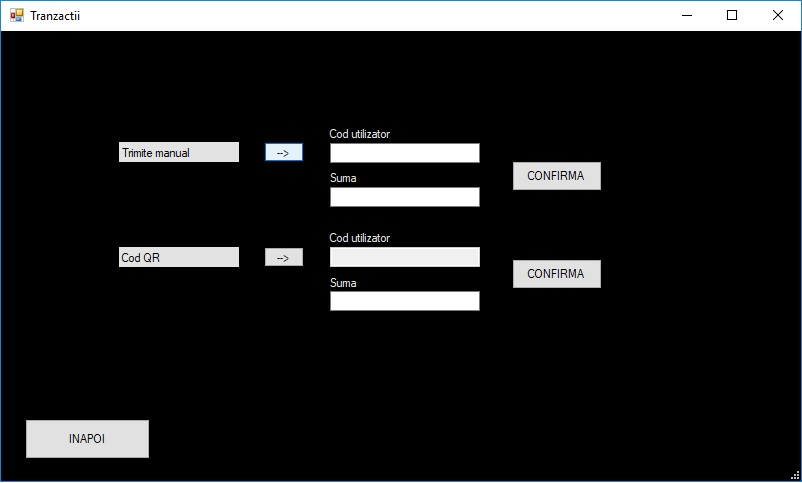 Tranzactii
Cod utilizator
Trimite manual
-->
Suma
CONFIRMA
Cod utilizator
Cod QR
-->
CONFIRMA
Suma
INAPOI